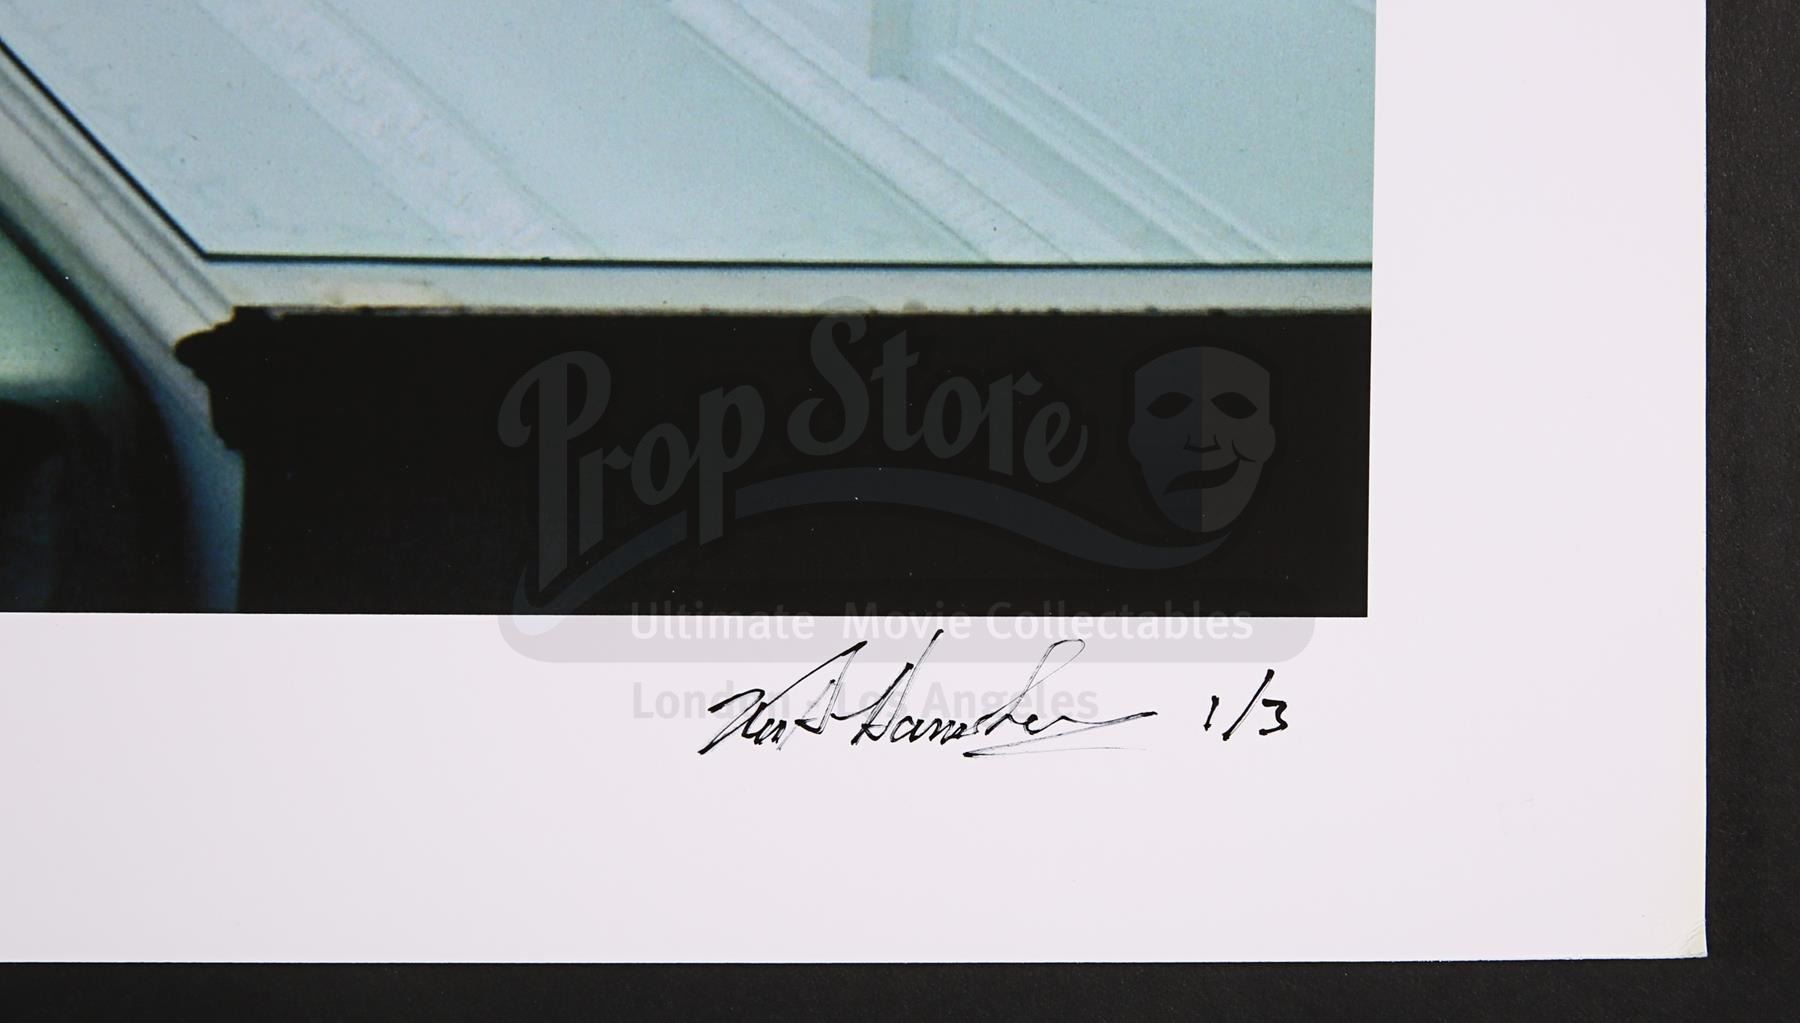 Prop Store
Ultimate Movie Collectables
London - Los Angeles
1/3